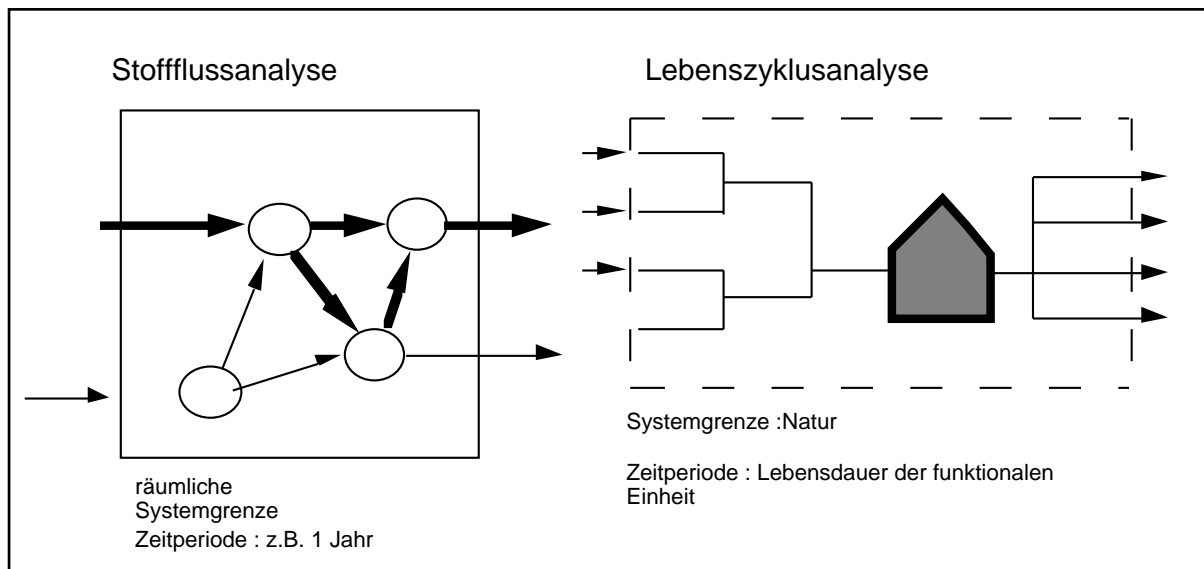 Stoffflussanalyse
räumliche
Systemgrenze
Zeitperiode : z.B. 1 Jahr
Lebenszyklusanalyse
Systemgrenze :Natur
Zeitperiode : Lebensdauer der funktionalen
Einheit